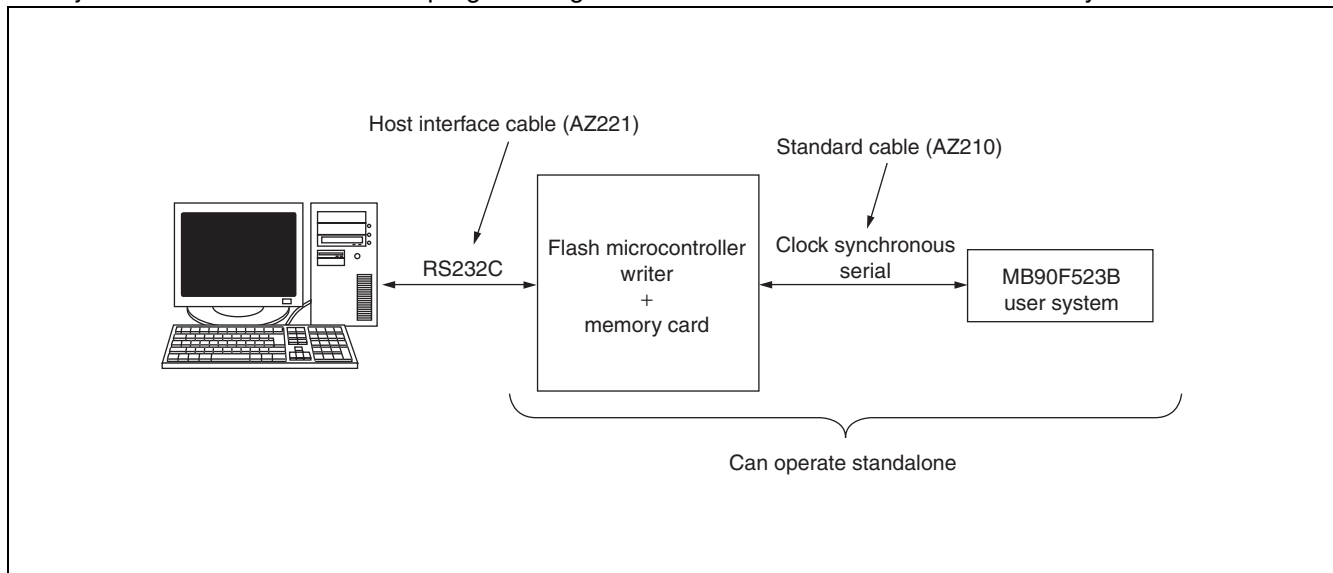 Host interface cable (AZ221)
Standard cable (AZ210)
RS232C
Flash microcontroller
writer
+
memory card
Clock synchronous
serial
MB90F523B
user system
Can operate standalone